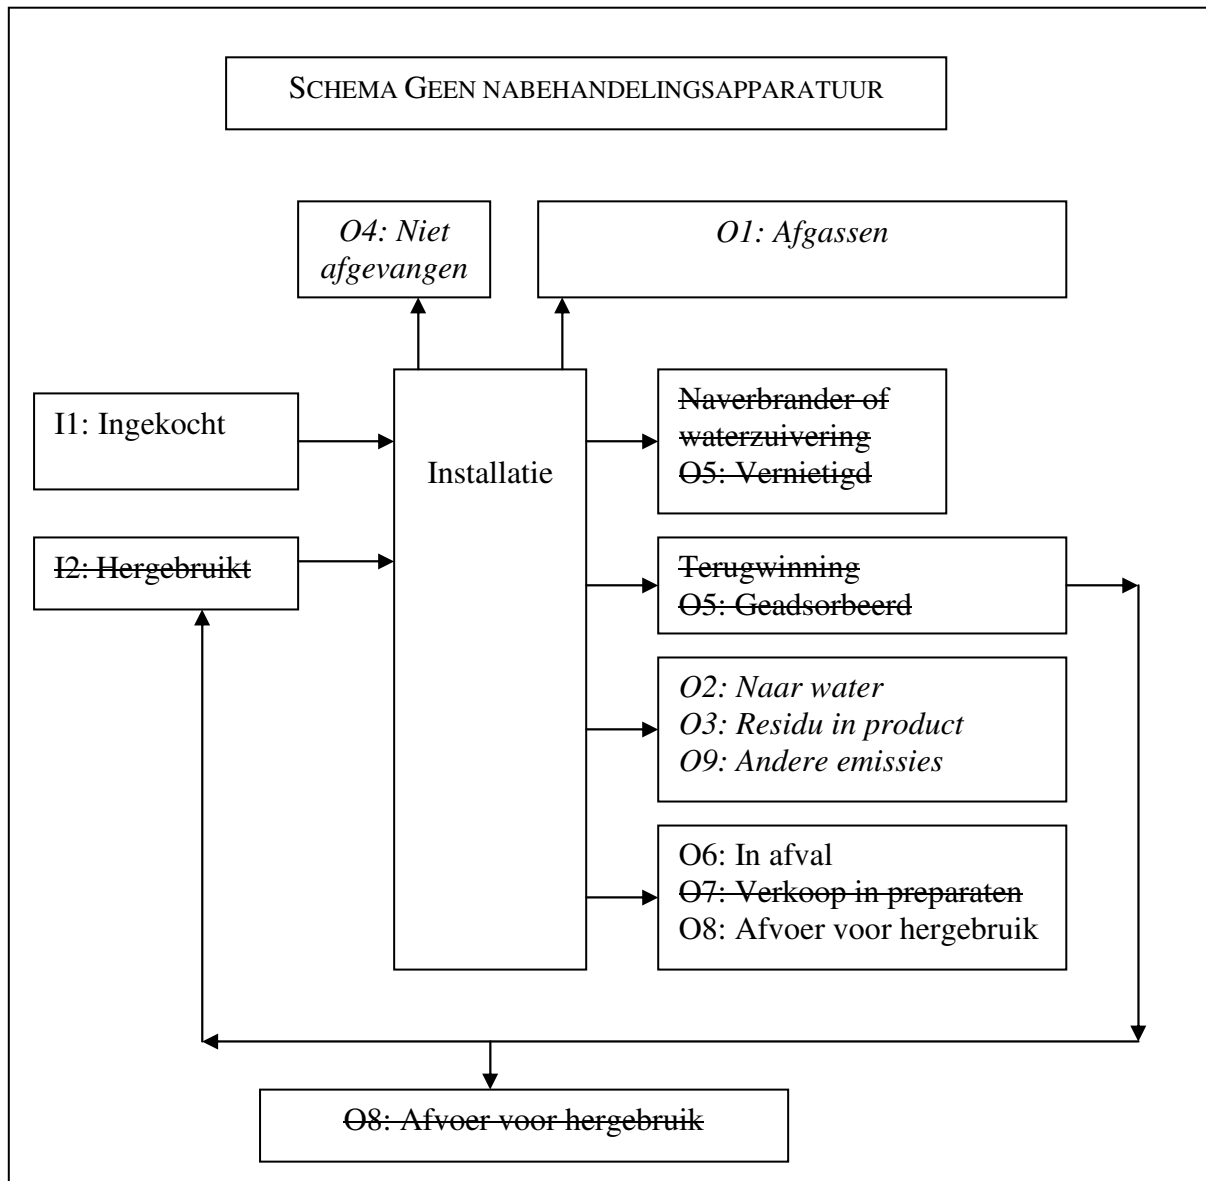 SCHEMA GEEN NABEHANDELINGSAPPARATUUR
O4: Niet
afgevangen
O1: Afgassen
I1: Ingekocht
Installatie
Naverbrander of
waterzuivering
O5: Vernietigd
I2: Hergebruikt
Terugwinning
O5: Geadsorbeerd
O2: Naar water
O3: Residu in product
O9: Andere emissies
O6: In afval
O7: Verkoop in preparaten
O8: Afvoer voor hergebruik
O8: Afvoer voor hergebruik